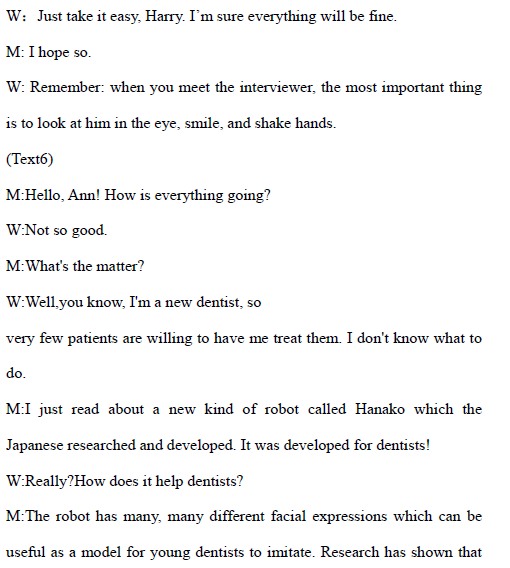 W：Just take it easy, Harry. I’m sure everything will be fine.
M: I hope so.
W: Remember: when you meet the interviewer, the most important thing
is to look at him in the eye, smile, and shake hands.
(Text6)
M:Hello, Ann! How is everything going?
W:Not so good.
M:What's the matter?
W:Well,you know, I'm a new dentist, so
very few patients are willing to have me treat them. I don't know what to
do.
M:I just read about a new kind of robot called Hanako which the
Japanese researched and developed. It was developed for dentists!
W:Really?How does it help dentists?
M:The robot has many, many different facial expressions which can be
useful as a model for young dentists to imitate. Research has shown that